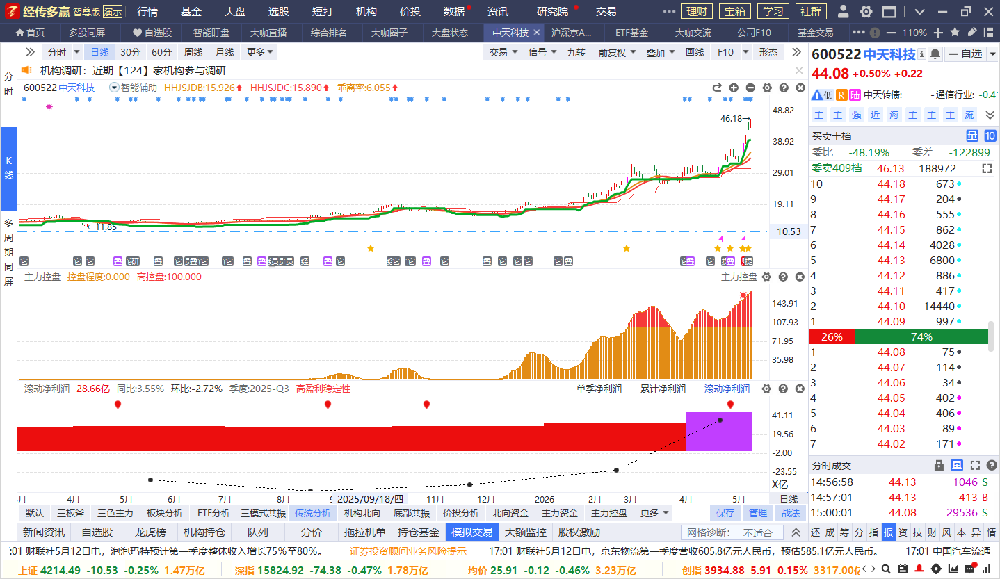 经传多赢 智尊版 演示 行情 基金 大盘 选股 短打 机构 价投 数据 资讯 研究院 交易 理财 宝箱 学习 社群
首页 多股同屏 自选股 智能盯盘 大咖直播 综合排名 大咖圈子 大盘状态 中天科技 沪深京A... ETF基金 大咖交流 公司F10 基金交易 110%
分时 日线 30分 60分 周线 月线 更多 交易 信号 九转 前复权 叠加 画线 F10 形态
机构调研：近期【124】家机构参与调研
600522 中天科技 智能辅助 HHJSJDB:15.926 HHJSJDC:15.890 乖离率:6.055
分时
K线
多周期同屏
46.18→
←11.85
48.82
38.92
29.01
19.11
10.53
主力控盘 控盘程度:0.000 高控盘:100.000 主力控盘
143.91
107.93
71.95
35.98
滚动净利润 28.66亿 同比:3.55% 环比:-2.72% 季度:2025-Q3 高盈利稳定性 单季净利润 累计净利润 滚动净利润
41.11
19.56
-2.00
-23.55
X亿
月 4月 5月 6月 7月 8月 2025/09/18/四 11月 12月 2026 2月 3月 4月 5月 日线
默认 三板斧 三色主力 板块分析 ETF分析 三模式共振 传统分析 机构北向 底部共振 价投分析 北向资金 主力资金 主力控盘 更多 保存 管理 战法
新闻资讯 自选股 龙虎榜 机构持仓 队列 分价 拖拉机单 持仓基金 模拟交易 大额监控 股权激励 网格诊断： 不适合
600522 中天科技 自选
44.08 +0.50% +0.22
低 R 陆 中天转债: - 通信行业: -0.4
主 主 强 近 海 主 主 主 流
买卖十档 量 10
委比 -48.19% 委差 -122899
委卖409档 46.13 188972
10 44.18 673
9 44.17 204
8 44.16 555
7 44.15 862
6 44.14 4028
5 44.13 6800
4 44.12 886
3 44.11 417
2 44.10 14440
1 44.09 997
26% 74%
1 44.08 75
2 44.07 114
3 44.06 34
4 44.05 402
5 44.04 406
6 44.03 89
7 44.02 171
分时成交 量
14:56:58 44.13 1046 S
14:57:01 44.13 413 B
15:00:01 44.08 29536 S
还 成 筹 分 指 报 资 技 财 风 本 异 情
:01 财联社5月12日电，泡泡玛特预计第一季度整体收入增长75%至80%。 证券投资顾问业务风险提示 17:01 财联社5月12日电，京东物流第一季度营收605.8亿元人民币，预估585.1亿元人民币。 17:01 中国汽车流通
上证 4214.49 -10.53 -0.25% 1.47万亿 深指 15824.92 -74.38 -0.47% 1.78万亿 均价 25.91 -0.12 -0.46% 3.23万亿 创指 3934.88 5.91 0.15% 3317.00亿